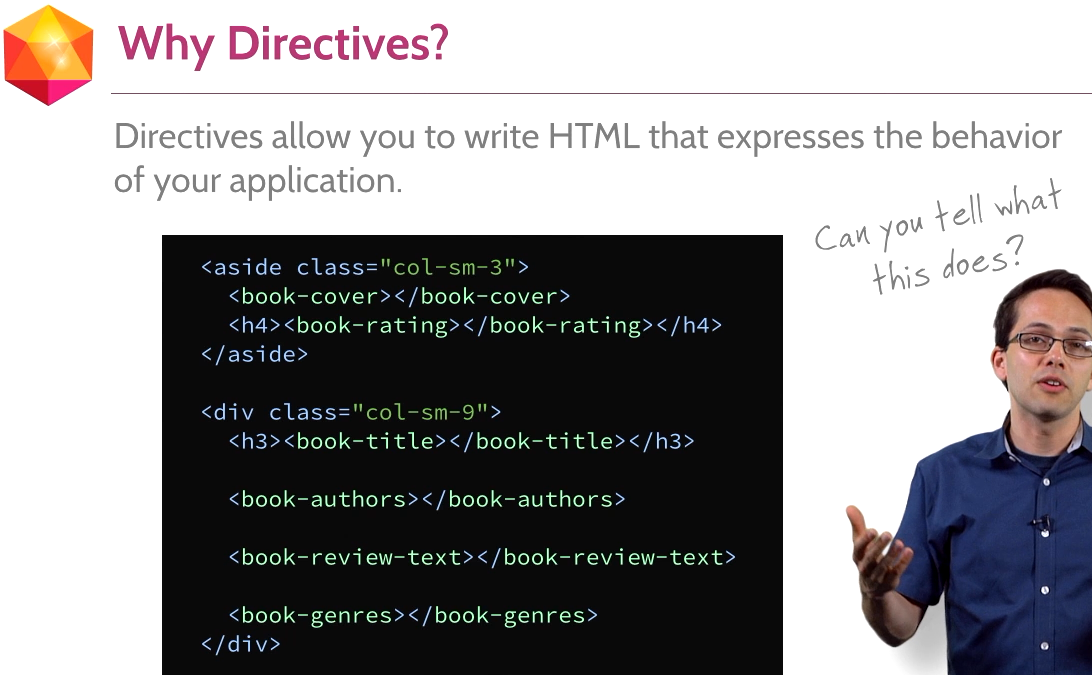 Why Directives?
Directives allow you to write HTML that expresses the behavior
of your application.
Can you tell what
this does?
<aside class="col-sm-3">
  <book-cover></book-cover>
  <h4><book-rating></book-rating></h4>
</aside>
<div class="col-sm-9">
  <h3><book-title></book-title></h3>
  <book-authors></book-authors>
  <book-review-text></book-review-text>
  <book-genres></book-genres>
</div>